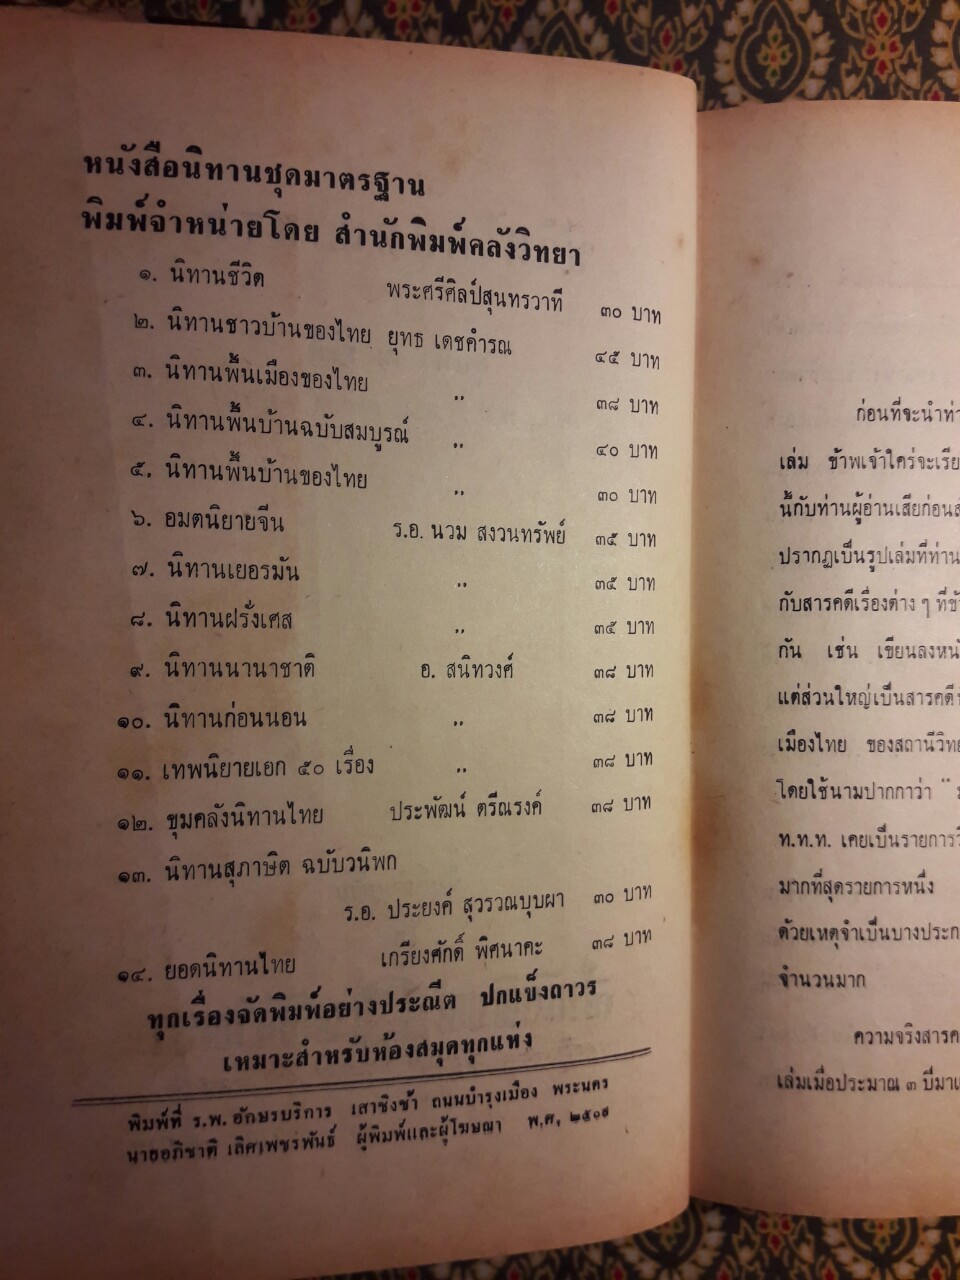 หนังสือนิทานชุดมาตรฐาน
พิมพ์จำหน่ายโดย สำนักพิมพ์คลังวิทยา
๑. นิทานชีวิต พระศรีศิลป์สุนทรวาที ๓๐ บาท
๒. นิทานชาวบ้านของไทย ยุทธ เดชคำรณ ๔๕ บาท
๓. นิทานพื้นเมืองของไทย ,, ๓๘ บาท
๔. นิทานพื้นบ้านฉบับสมบูรณ์ ,, ๔๐ บาท
๕. นิทานพื้นบ้านของไทย ,, ๓๐ บาท
๖. อมตนิยายจีน ร.อ. นวม สงวนทรัพย์ ๓๕ บาท
๗. นิทานเยอรมัน ,, ๓๕ บาท
๘. นิทานฝรั่งเศส ,, ๓๕ บาท
๙. นิทานนานาชาติ อ. สนิทวงศ์ ๓๘ บาท
๑๐. นิทานก่อนนอน ,, ๓๘ บาท
๑๑. เทพนิยายเอก ๕๐ เรื่อง ,, ๓๘ บาท
๑๒. ขุมคลังนิทานไทย ประพัฒน์ ตรีณรงค์ ๓๘ บาท
๑๓. นิทานสุภาษิต ฉบับวนิพก
ร.อ. ประยงค์ สุวรรณบุบผา ๓๐ บาท
๑๔. ยอดนิทานไทย เกรียงศักดิ์ พิศนาคะ ๓๘ บาท
ทุกเรื่องจัดพิมพ์อย่างประณีต ปกแข็งถาวร
เหมาะสำหรับห้องสมุดทุกแห่ง
พิมพ์ที่ ร.พ. อักษรบริการ เสาชิงช้า ถนนบำรุงเมือง พระนคร
นายอภิชาติ เลิศเพชรพันธ์ ผู้พิมพ์และผู้โฆษณา พ.ศ. ๒๕๑๙
ก่อนที่จะนำท่า
เล่ม ข้าพเจ้าใคร่จะเรีย
นี้กับท่านผู้อ่านเสียก่อน
ปรากฏเป็นรูปเล่มที่ท่าน
กับสารคดีเรื่องต่าง ๆ ที่ข้
กัน เช่น เขียนลงหนั
แต่ส่วนใหญ่เป็นสารคดี
เมืองไทย ของสถานีวิทย
โดยใช้นามปากกาว่า "
ท.ท.ท. เคยเป็นรายการวิ
มากที่สุดรายการหนึ่ง
ด้วยเหตุจำเป็นบางประก
จำนวนมาก
ความจริงสารค
เล่มเมื่อประมาณ ๓ ปีมา